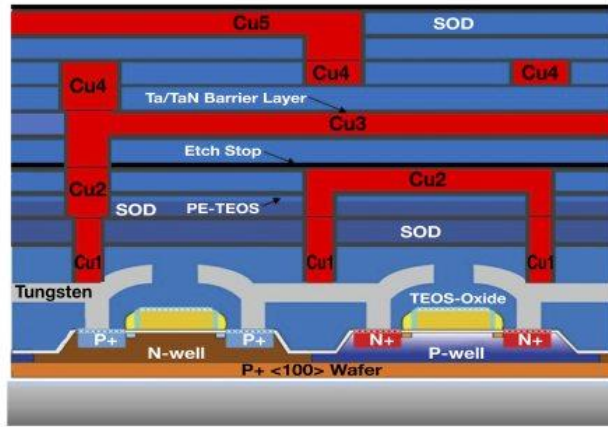 Cu5
SOD
Cu4
Cu4
Cu4
Ta/TaN Barrier Layer
Cu3
Etch Stop
Cu2
Cu2
SOD
PE-TEOS
SOD
Cu1
Cu1
Cu1
Tungsten
TEOS-Oxide
P+
P+
N+
N+
N-well
P-well
P+ <100> Wafer